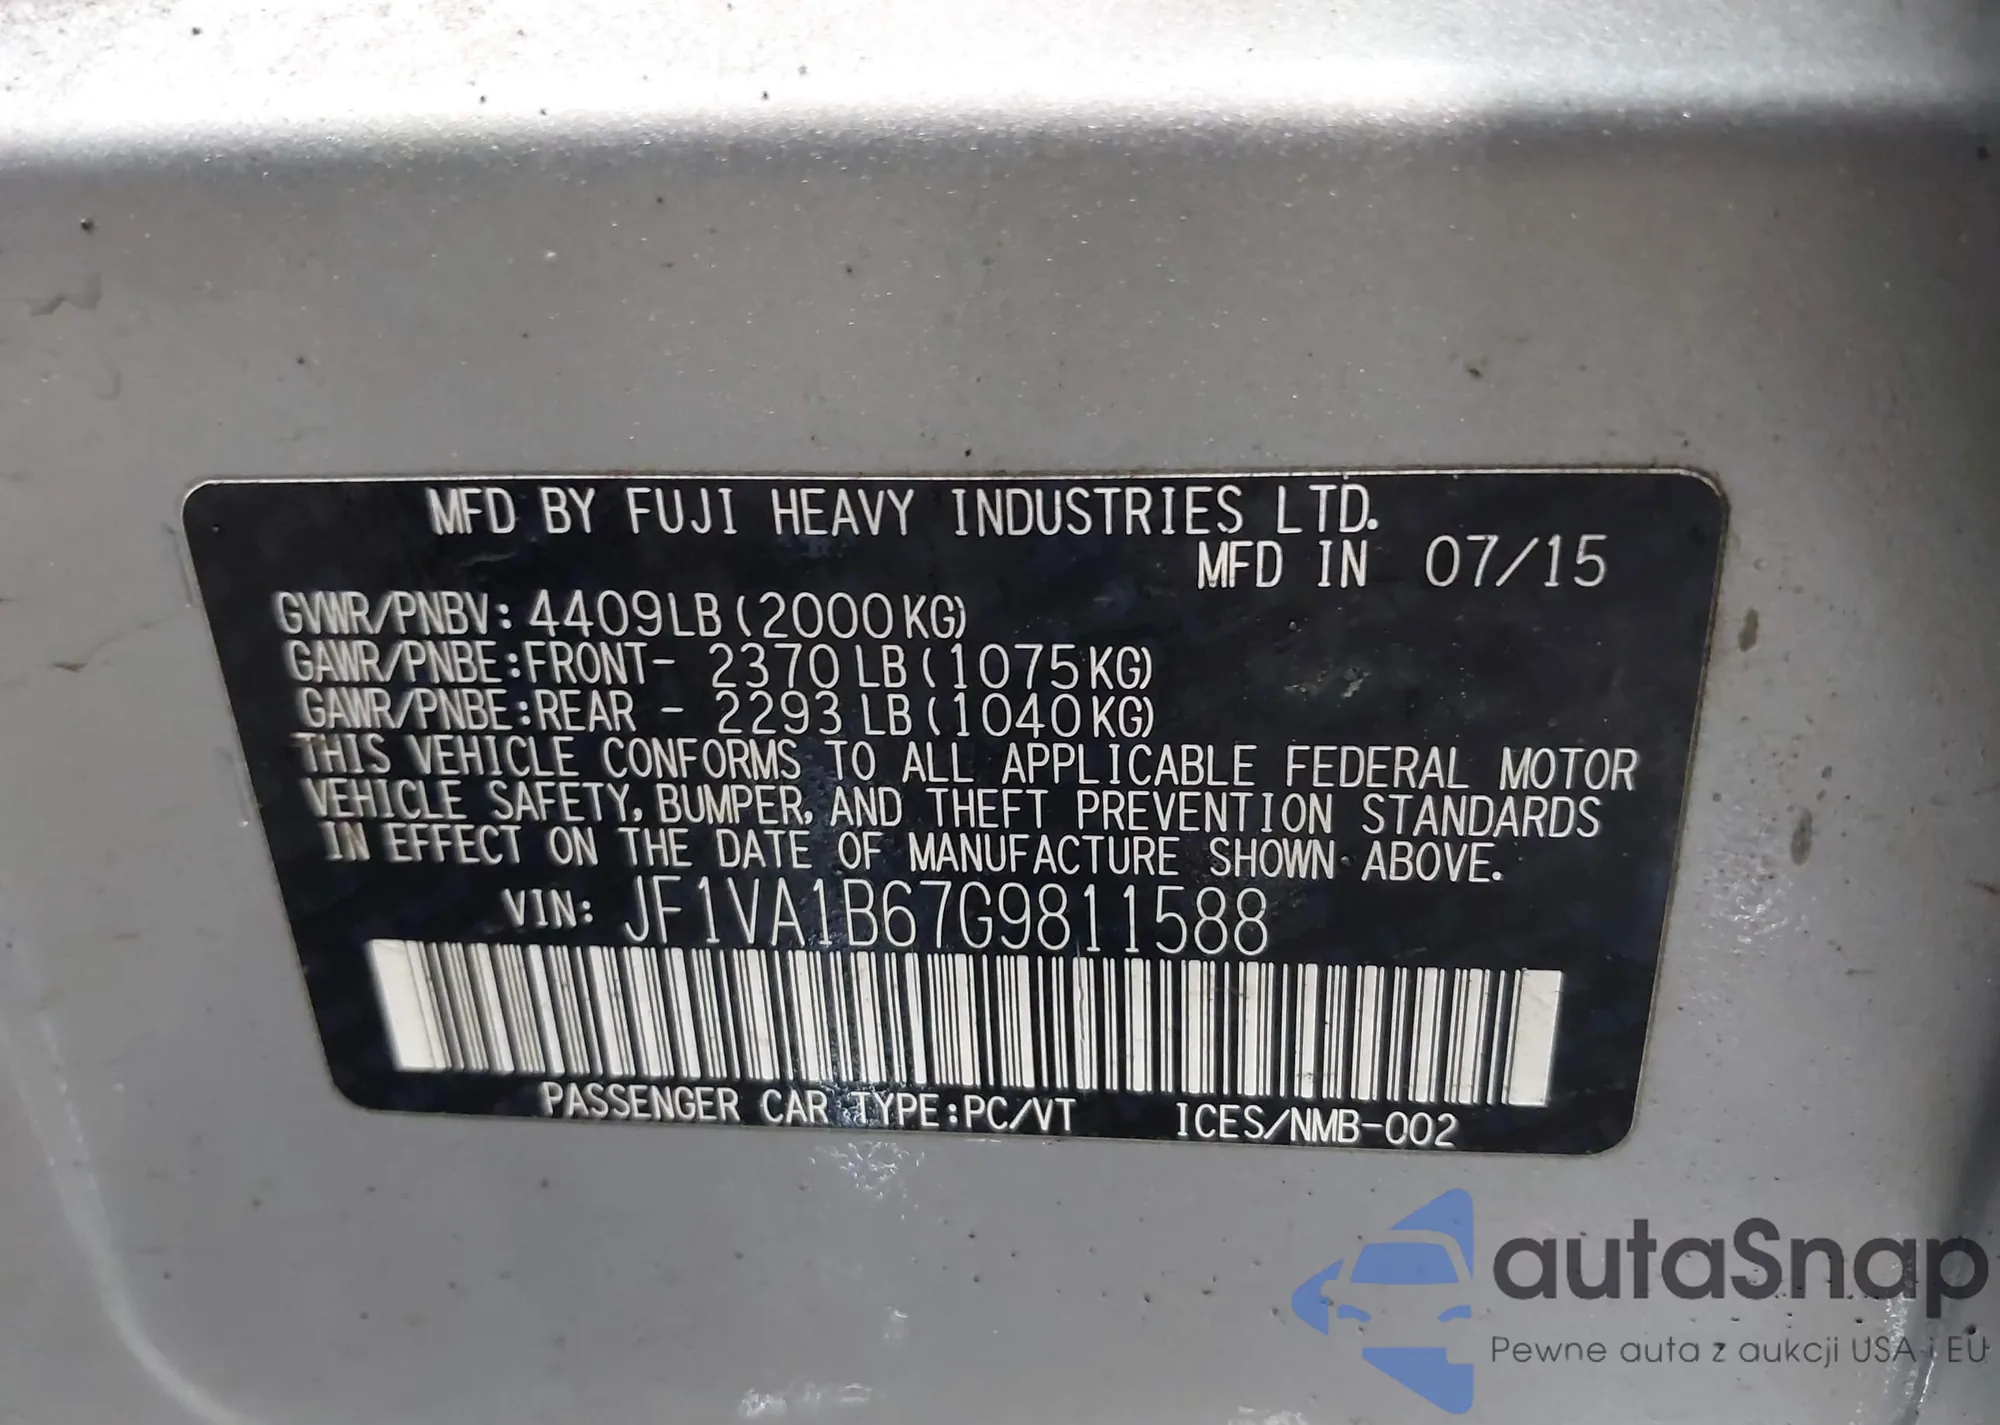 MFD BY FUJI HEAVY INDUSTRIES LTD.
MFD IN 07/15
GVWR/PNBV: 4409LB (2000KG)
GAWR/PNBE:FRONT- 2370 LB (1075KG)
GAWR/PNBE:REAR - 2293 LB (1040KG)
THIS VEHICLE CONFORMS TO ALL APPLICABLE FEDERAL MOTOR
VEHICLE SAFETY, BUMPER, AND THEFT PREVENTION STANDARDS
IN EFFECT ON THE DATE OF MANUFACTURE SHOWN ABOVE.
VIN: JF1VA1B67G9811588
PASSENGER CAR TYPE:PC/VT ICES/NMB-002
autaSnap
Pewne auta z aukcji USA i EU